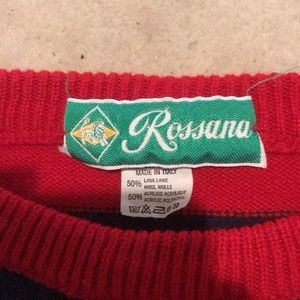 Rossana
MADE IN ITALY
50% LANA LAINE
WOOL WOLLE
50% ACRILICO ACRYLIQUE
ACRYLIC POLYACRYL